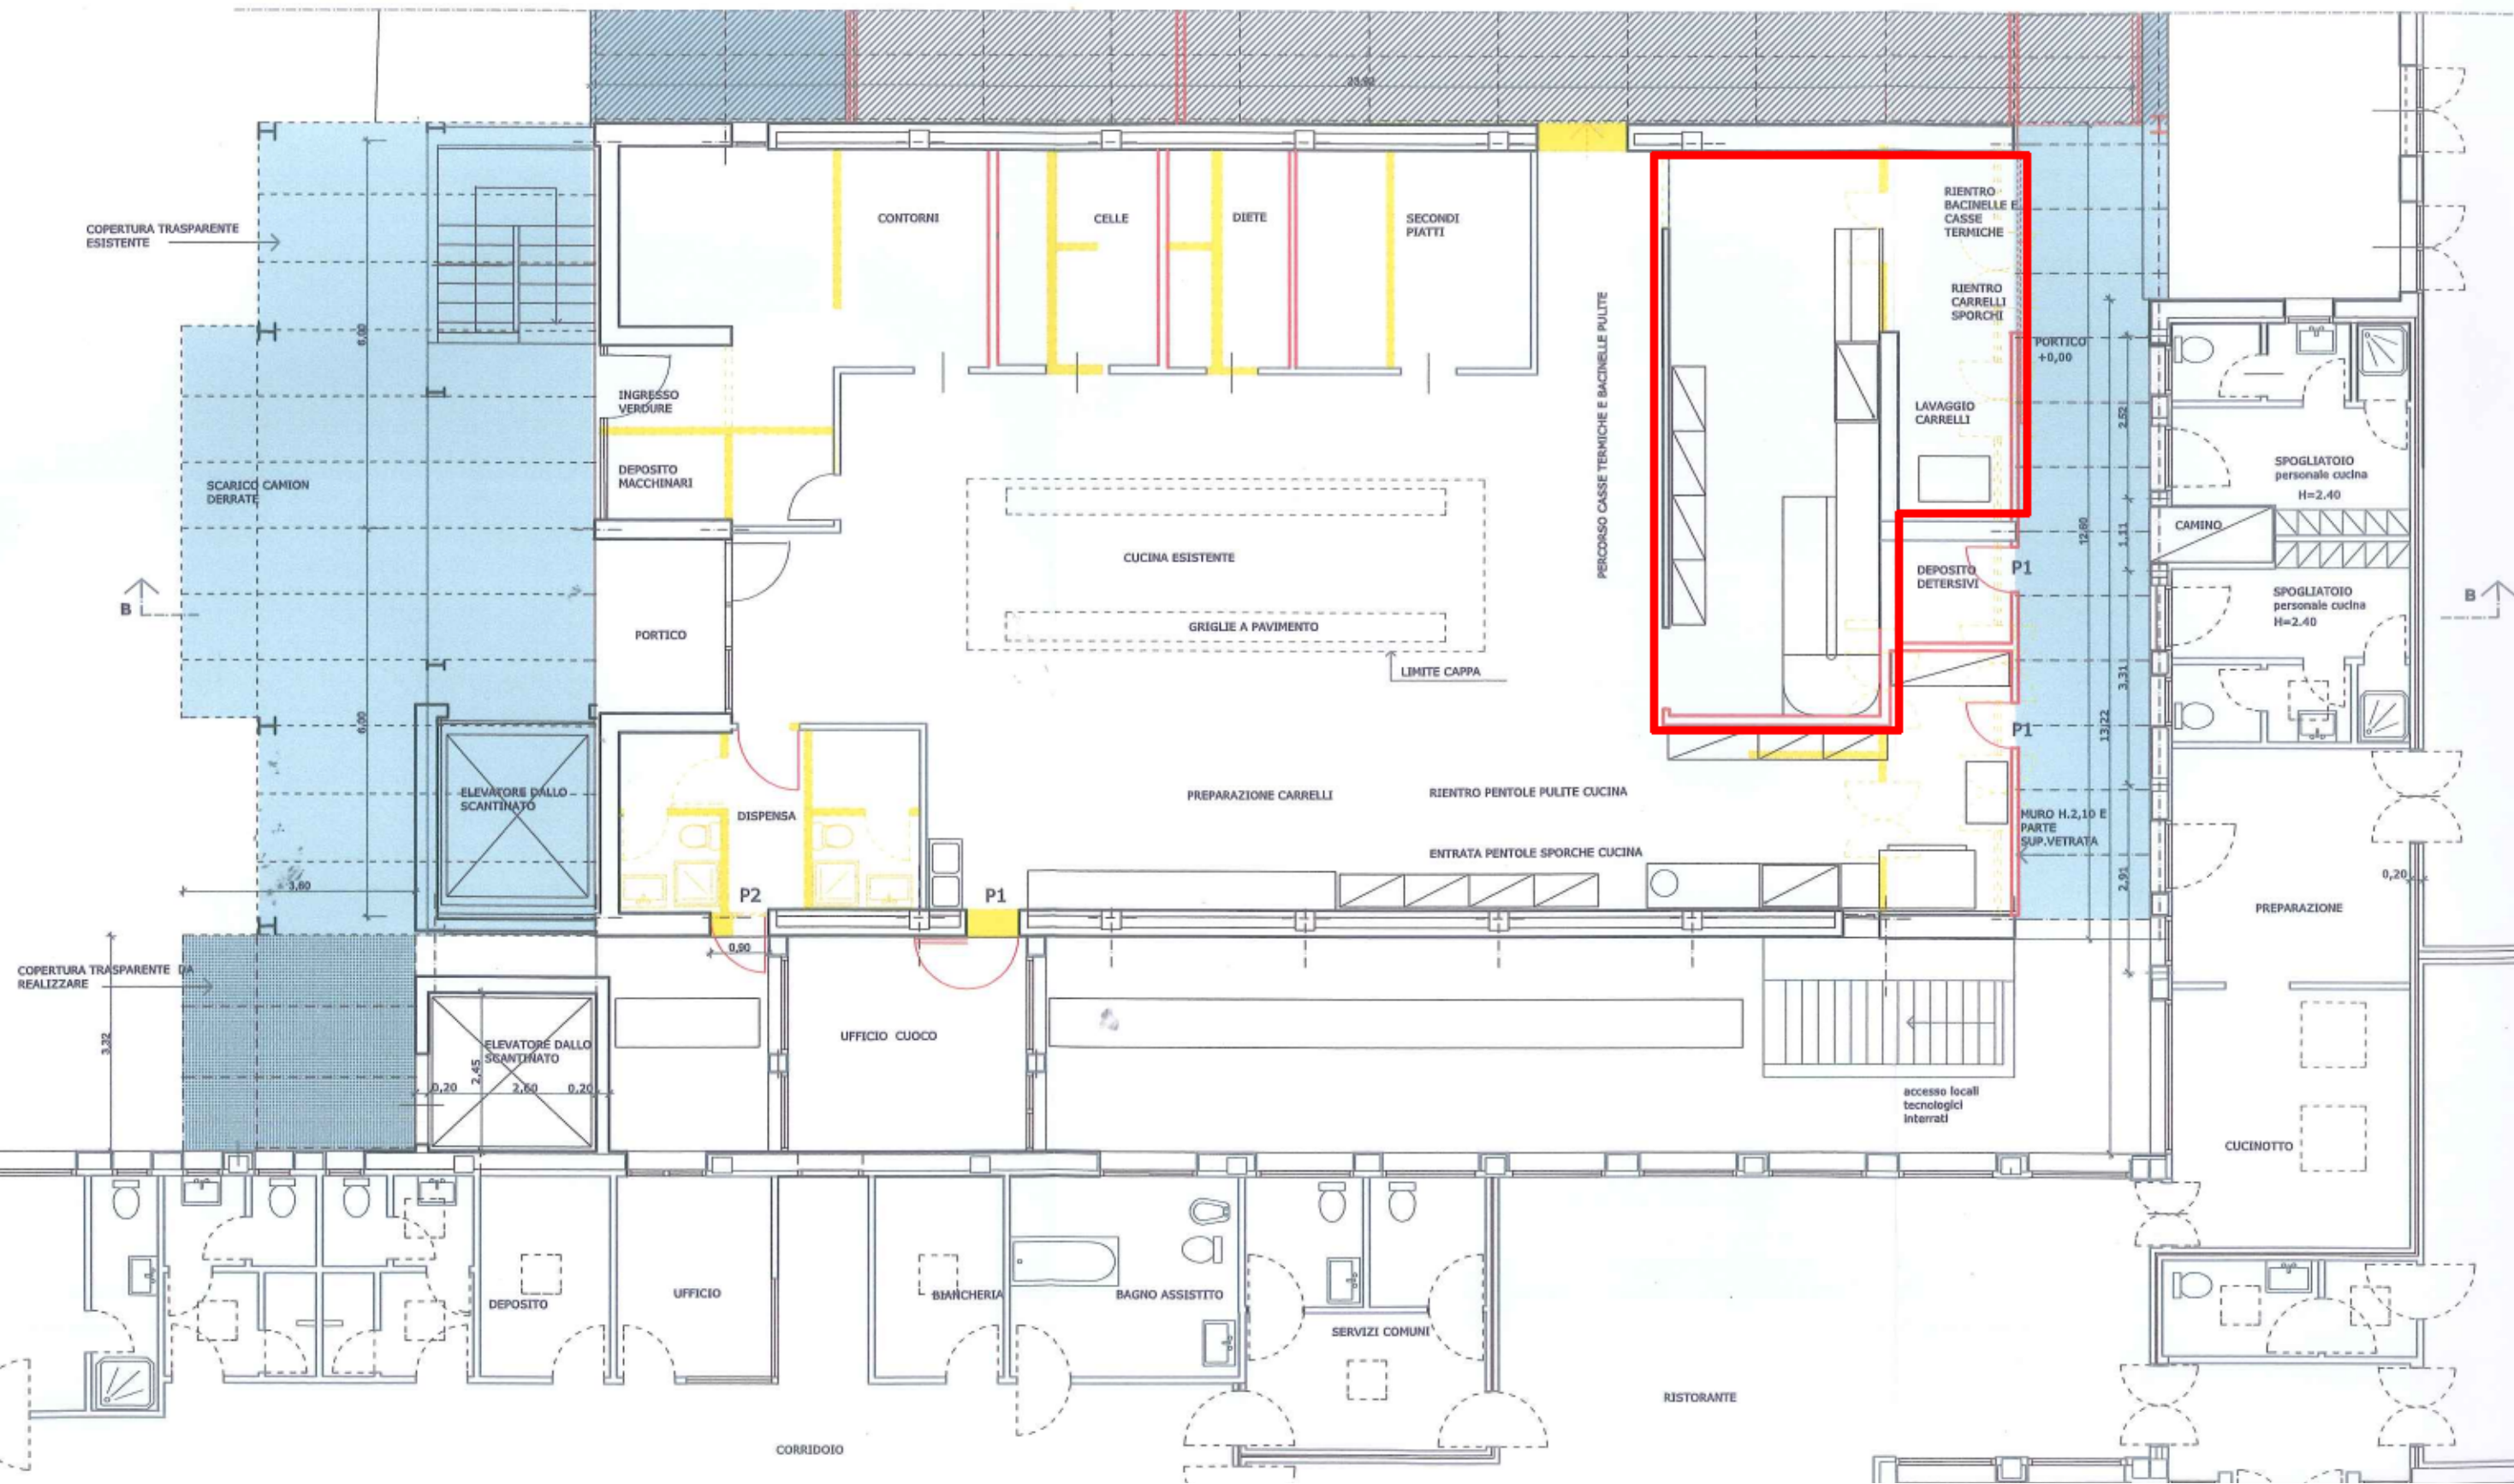 23,92
COPERTURA TRASPARENTE
ESISTENTE
CONTORNI
CELLE
DIETE
SECONDI
PIATTI
RIENTRO
BACINELLE E
CASSE
TERMICHE
RIENTRO
CARRELLI
SPORCHI
PORTICO
+0,00
6,00
INGRESSO
VERDURE
PERCORSO CASSE TERMICHE E BACINELLE PULITE
LAVAGGIO
CARRELLI
2,52
DEPOSITO
MACCHINARI
SCARICO CAMION
DERRATE
SPOGLIATOIO
personale cucina
H=2.40
CAMINO
12,80
1,11
CUCINA ESISTENTE
DEPOSITO
DETERSIVI
P1
B
B
SPOGLIATOIO
personale cucina
H=2.40
PORTICO
GRIGLIE A PAVIMENTO
LIMITE CAPPA
3,31
6,00
13,22
P1
ELEVATORE DALLO
SCANTINATO
DISPENSA
PREPARAZIONE CARRELLI
RIENTRO PENTOLE PULITE CUCINA
MURO H.2,10 E
PARTE
SUP.VETRATA
ENTRATA PENTOLE SPORCHE CUCINA
3,60
P2
P1
2,91
0,20
PREPARAZIONE
0,90
COPERTURA TRASPARENTE DA
REALIZZARE
3,32
ELEVATORE DALLO
SCANTINATO
2,45
0,20
2,60
0,20
UFFICIO CUOCO
accesso locali
tecnologici
interrati
CUCINOTTO
DEPOSITO
UFFICIO
BIANCHERIA
BAGNO ASSISTITO
SERVIZI COMUNI
RISTORANTE
CORRIDOIO